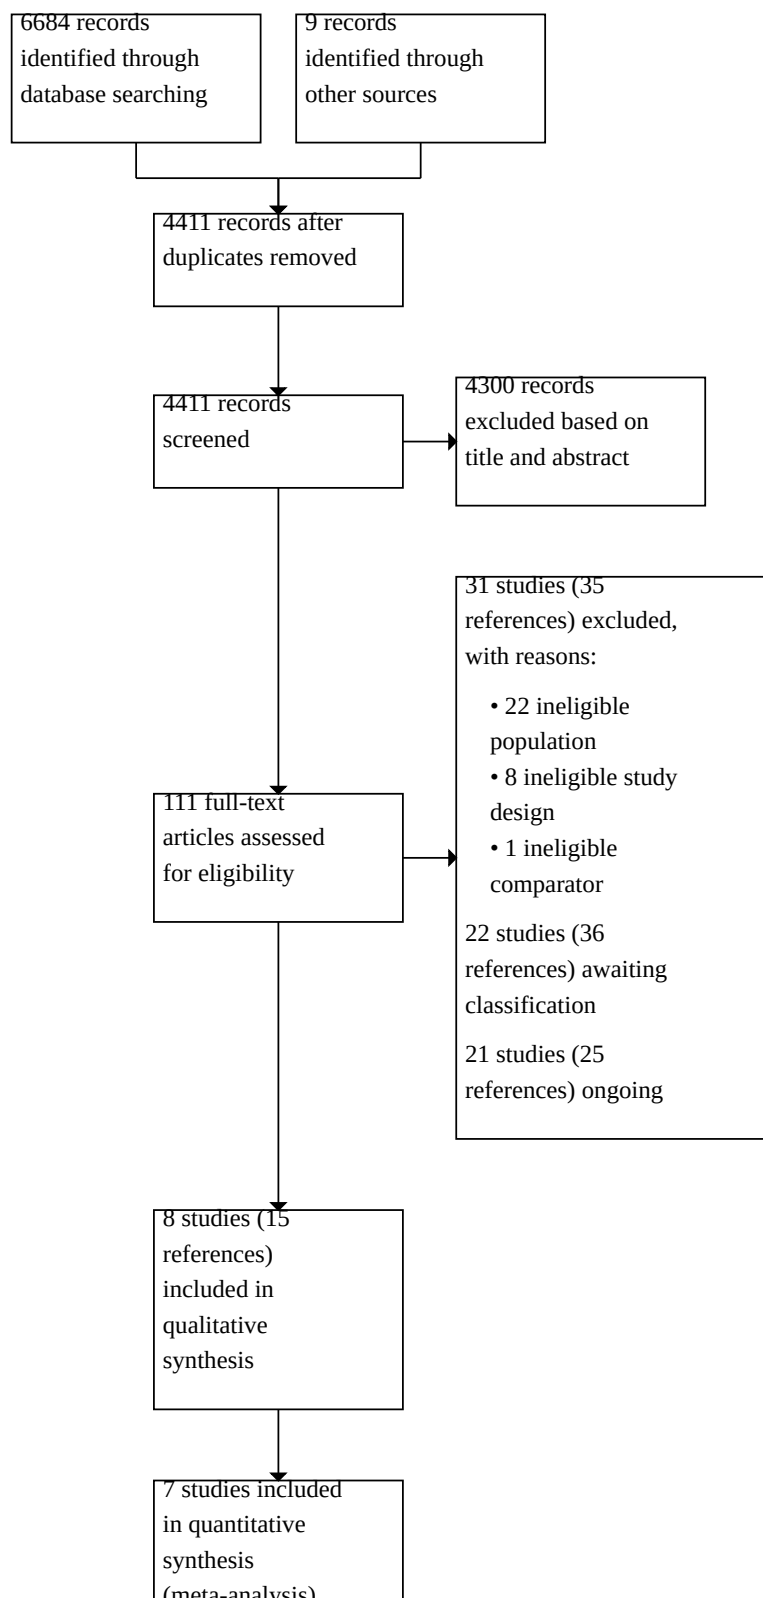 6684 records
identified through
database searching
9 records
identified through
other sources
4411 records after
duplicates removed
4411 records
screened
4300 records
excluded based on
title and abstract
111 full-text
articles assessed
for eligibility
31 studies (35
references) excluded,
with reasons:
• 22 ineligible
population
• 8 ineligible study
design
• 1 ineligible
comparator
22 studies (36
references) awaiting
classification
21 studies (25
references) ongoing
8 studies (15
references)
included in
qualitative
synthesis
7 studies included
in quantitative
synthesis
(meta-analysis)